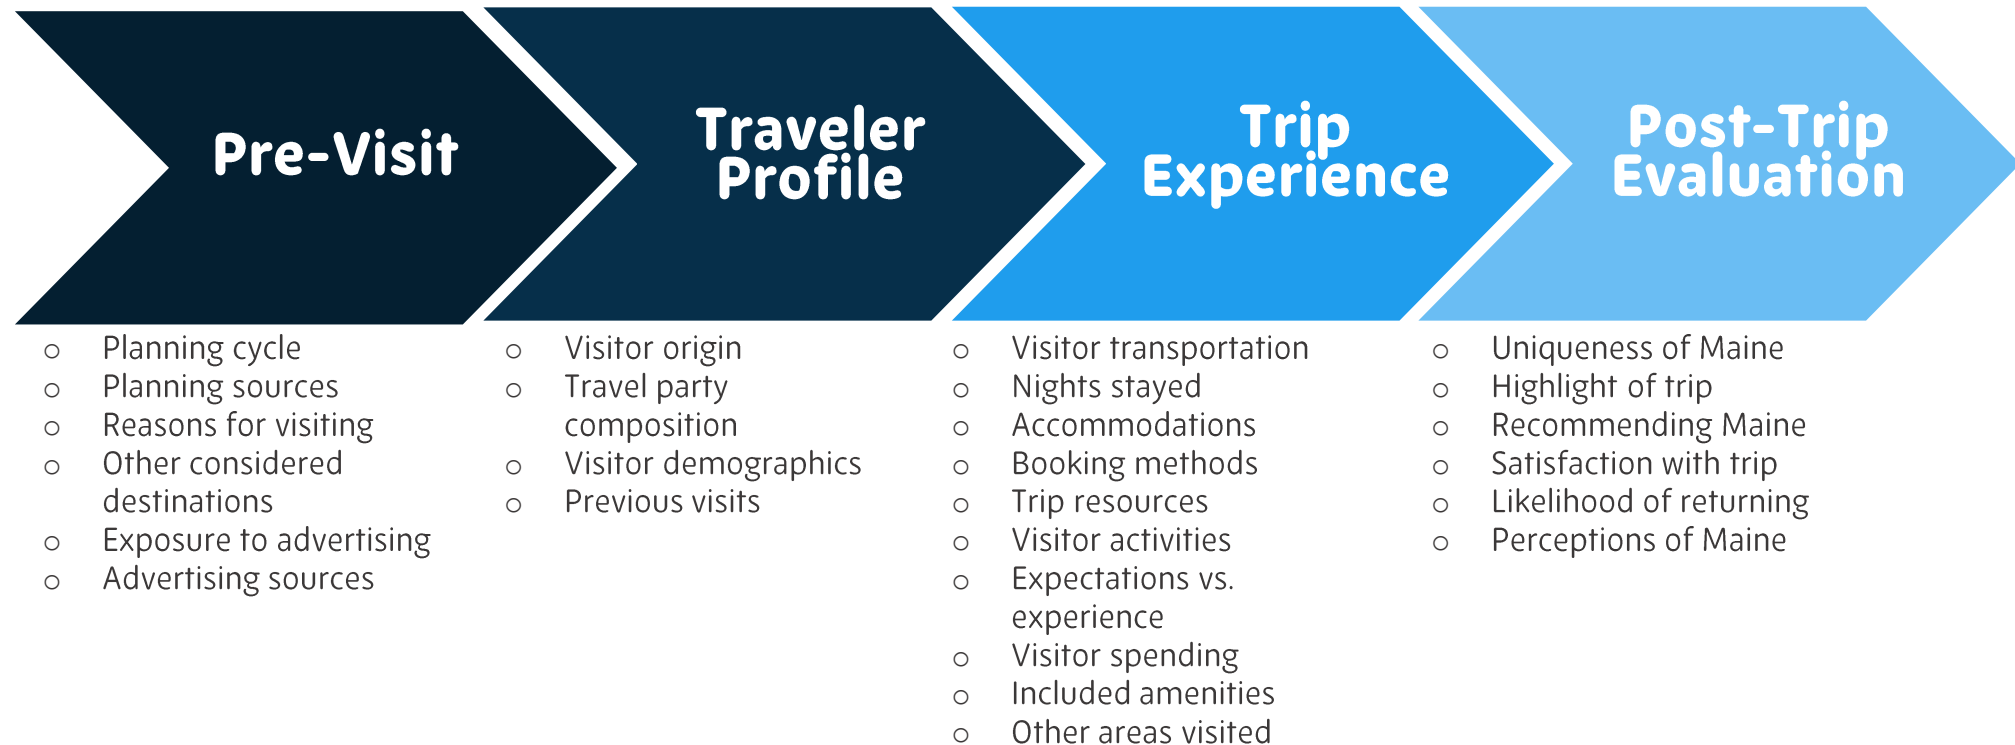 Pre-Visit
○ Planning cycle
○ Planning sources
○ Reasons for visiting
○ Other considered
destinations
○ Exposure to advertising
○ Advertising sources
Traveler
Profile
○ Visitor origin
○ Travel party
composition
○ Visitor demographics
○ Previous visits
Trip
Experience
○ Visitor transportation
○ Nights stayed
○ Accommodations
○ Booking methods
○ Trip resources
○ Visitor activities
○ Expectations vs.
experience
○ Visitor spending
○ Included amenities
○ Other areas visited
Post-Trip
Evaluation
○ Uniqueness of Maine
○ Highlight of trip
○ Recommending Maine
○ Satisfaction with trip
○ Likelihood of returning
○ Perceptions of Maine